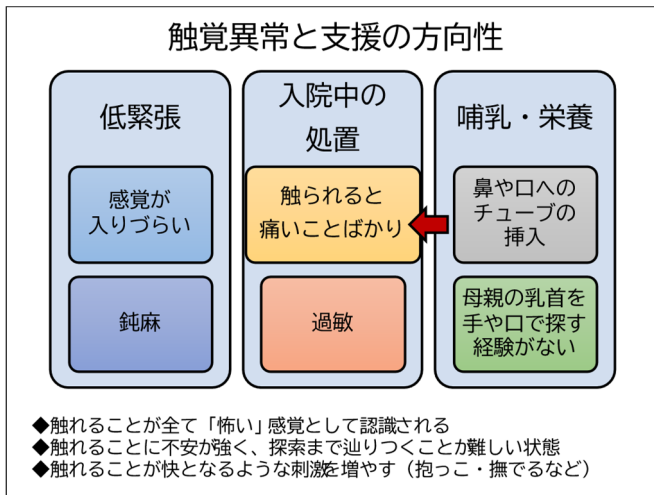 触覚異常と支援の方向性
低緊張
感覚が
入りづらい
鈍麻
入院中の
処置
触られると
痛いことばかり
過敏
哺乳・栄養
鼻や口への
チューブの
挿入
母親の乳首を
手や口で探す
経験がない
◆触れることが全て「怖い」感覚として認識される
◆触れることに不安が強く、探索まで辿りつくことが難しい状態
◆触れることが快となるような刺激を増やす（抱っこ・撫でるなど）